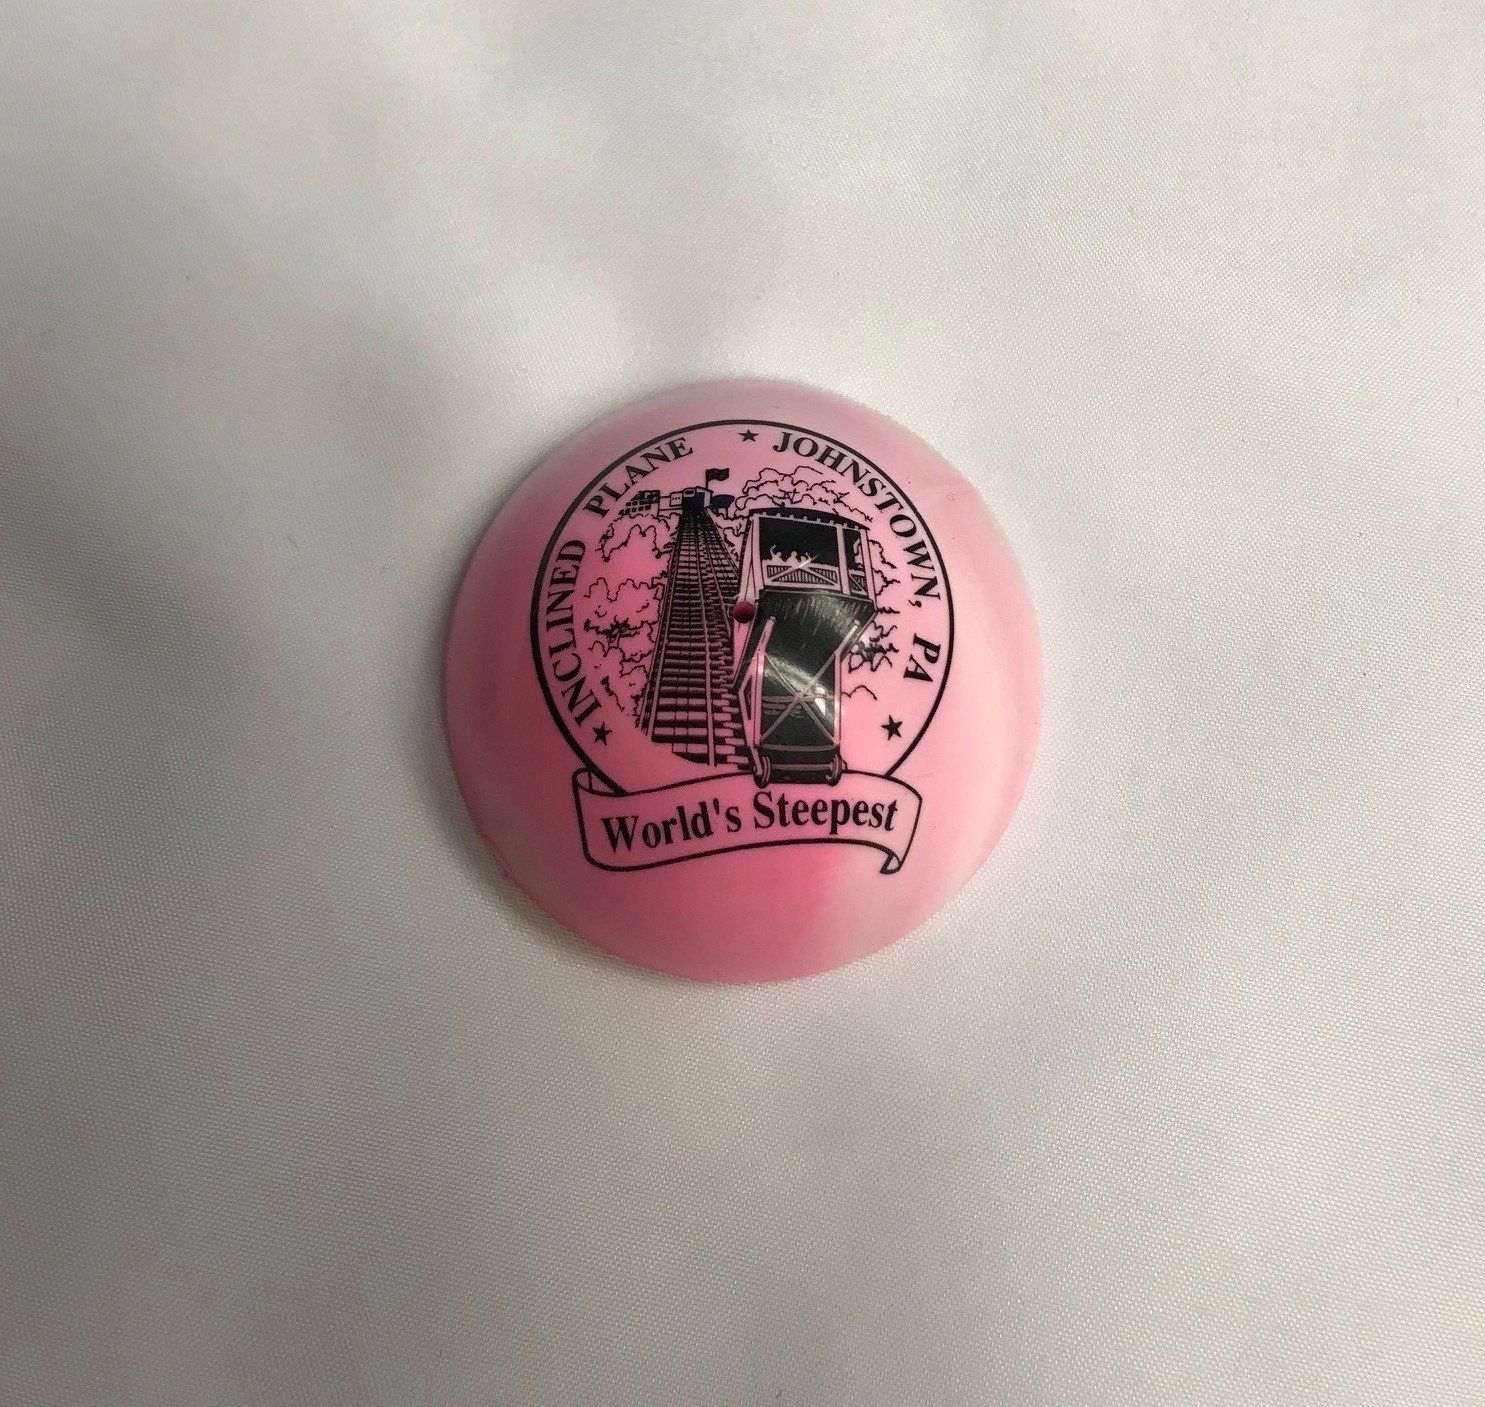 ★ INCLINED PLANE ★ JOHNSTOWN, PA ★
World's Steepest